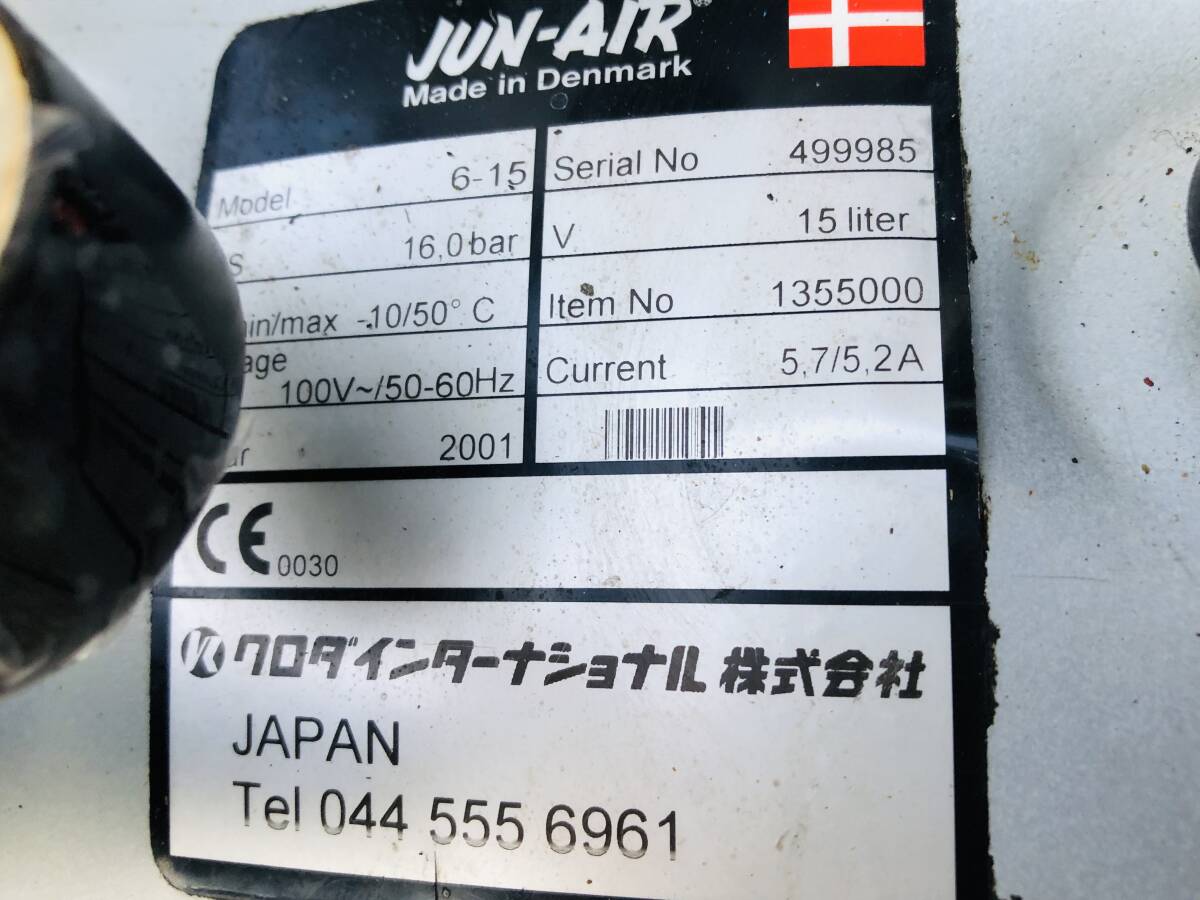 JUN-AIR®
Made in Denmark
Model 6-15
Serial No 499985
S 16,0 bar
V 15 liter
min/max -10/50° C
Item No 1355000
age
100V~/50-60Hz
Current 5,7/5,2 A
ar 2001
CE 0030
クロダインターナショナル 株式会社
JAPAN
Tel 044 555 6961